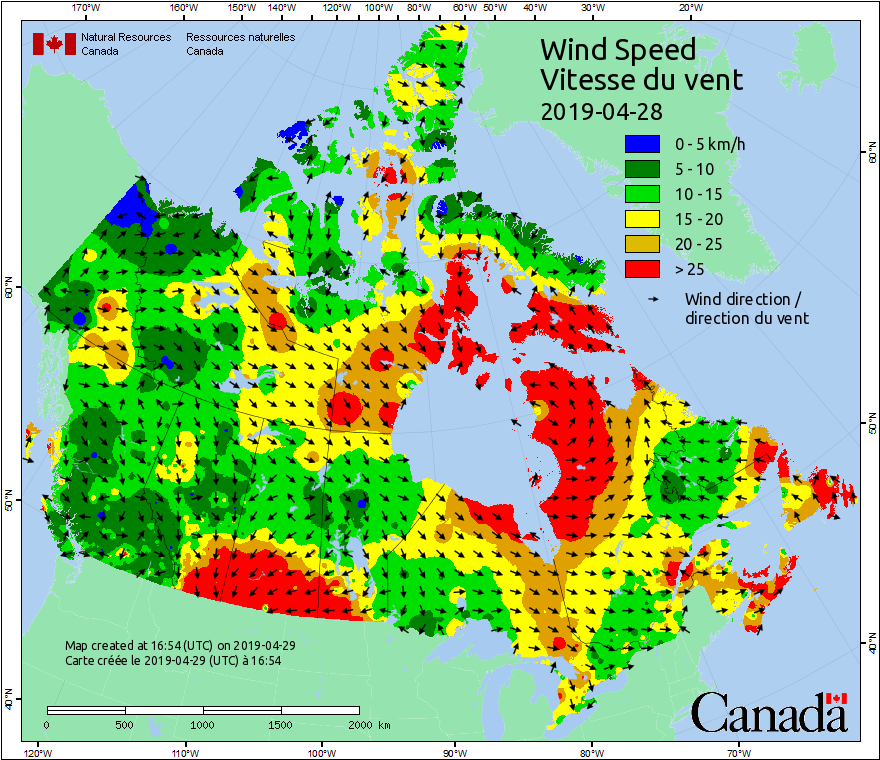 170°W 160°W 150°W 140°W 120°W 100°W 80°W 60°W 50°W 40°W 30°W 20°W
Natural Resources Ressources naturelles
Canada Canada
Wind Speed
Vitesse du vent
2019-04-28
0 - 5 km/h
5 - 10
10 - 15
15 - 20
20 - 25
> 25
Wind direction /
direction du vent
60°N
60°N
50°N
50°N
40°N
40°N
Map created at 16:54 (UTC) on 2019-04-29
Carte créée le 2019-04-29 (UTC) à 16:54
0 500 1000 1500 2000 km
Canada
120°W 110°W 100°W 90°W 80°W 70°W